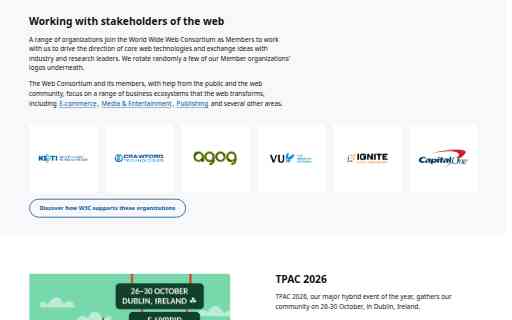 Working with stakeholders of the web
A range of organizations join the World Wide Web Consortium as Members to work
with us to drive the direction of core web technologies and exchange ideas with
industry and research leaders. We rotate randomly a few of our Member organizations'
logos underneath.
The Web Consortium and its members, with help from the public and the web
community, focus on a range of business ecosystems that the web transforms,
including E-commerce, Media & Entertainment, Publishing and several other areas.
KETI
CRAWFORD
agog
VU
IGNITE
Capital One
Discover how W3C supports these organizations
26–30 OCTOBER
DUBLIN, IRELAND
TPAC 2026
TPAC 2026, our major hybrid event of the year, gathers our
community on 26-30 October, in Dublin, Ireland.